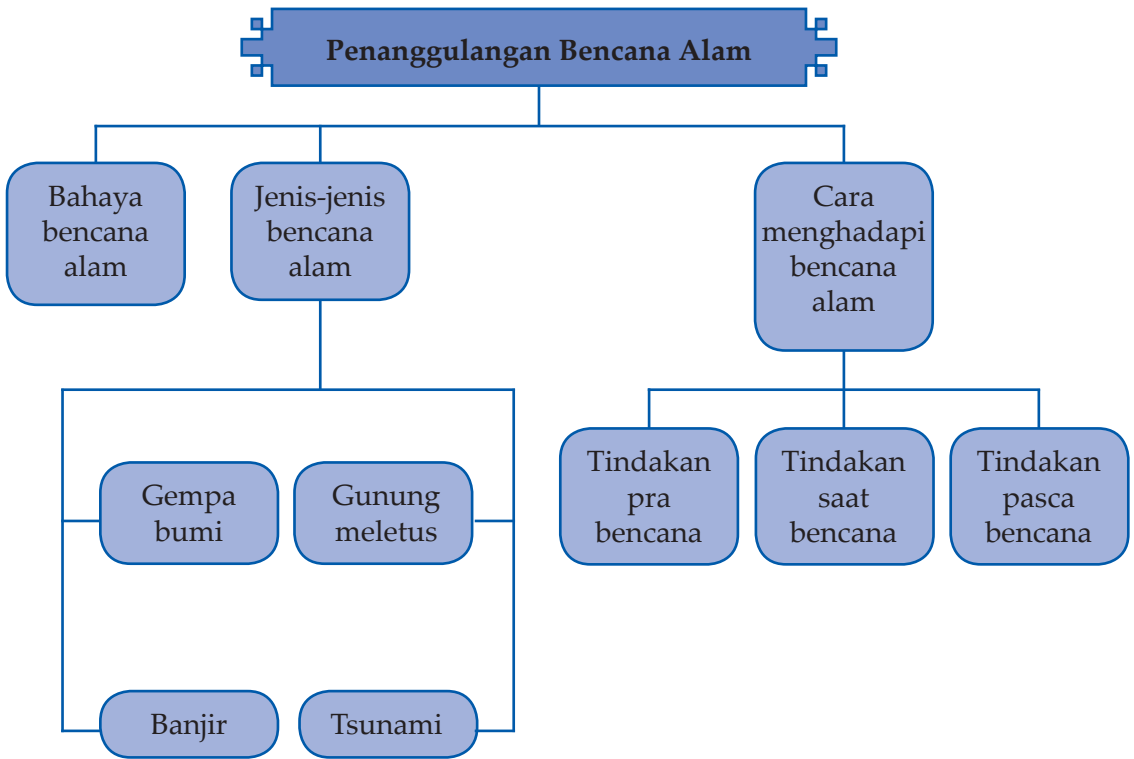 Penanggulangan Bencana Alam
Bahaya
bencana
alam
Jenis-jenis
bencana
alam
Cara
menghadapi
bencana
alam
Gempa
bumi
Gunung
meletus
Banjir
Tsunami
Tindakan
pra
bencana
Tindakan
saat
bencana
Tindakan
pasca
bencana